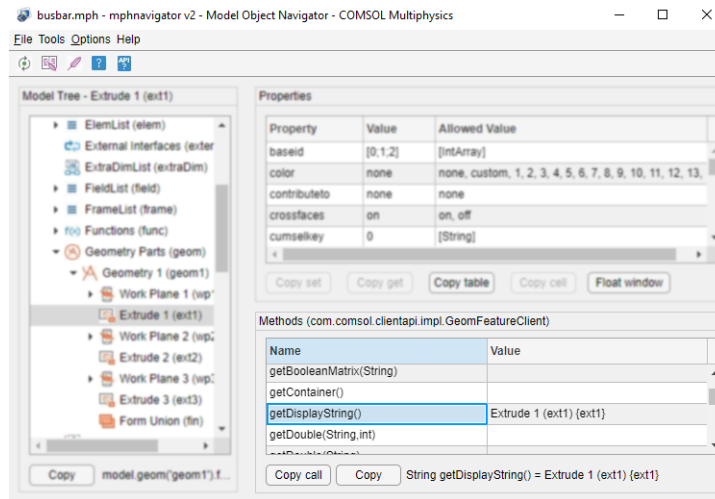 busbar.mph - mphnavigator v2 - Model Object Navigator - COMSOL Multiphysics
File Tools Options Help
Model Tree - Extrude 1 (ext1)
ElemList (elem)
External Interfaces (exter
ExtraDimList (extraDim)
FieldList (field)
FrameList (frame)
f(x) Functions (func)
Geometry Parts (geom)
Geometry 1 (geom1)
Work Plane 1 (wp1
Extrude 1 (ext1)
Work Plane 2 (wp2
Extrude 2 (ext2)
Work Plane 3 (wp3
Extrude 3 (ext3)
Form Union (fin)
Copy model.geom('geom1').f...
Properties
Property Value Allowed Value
baseid [0;1;2] [IntArray]
color none none, custom, 1, 2, 3, 4, 5, 6, 7, 8, 9, 10, 11, 12, 13,
contributeto none none
crossfaces on on, off
cumselkey 0 [String]
Copy set Copy get Copy table Copy cell Float window
Methods (com.comsol.clientapi.impl.GeomFeatureClient)
Name Value
getBooleanMatrix(String)
getContainer()
getDisplayString() Extrude 1 (ext1) {ext1}
getDouble(String,int)
Copy call Copy String getDisplayString() = Extrude 1 (ext1) {ext1}